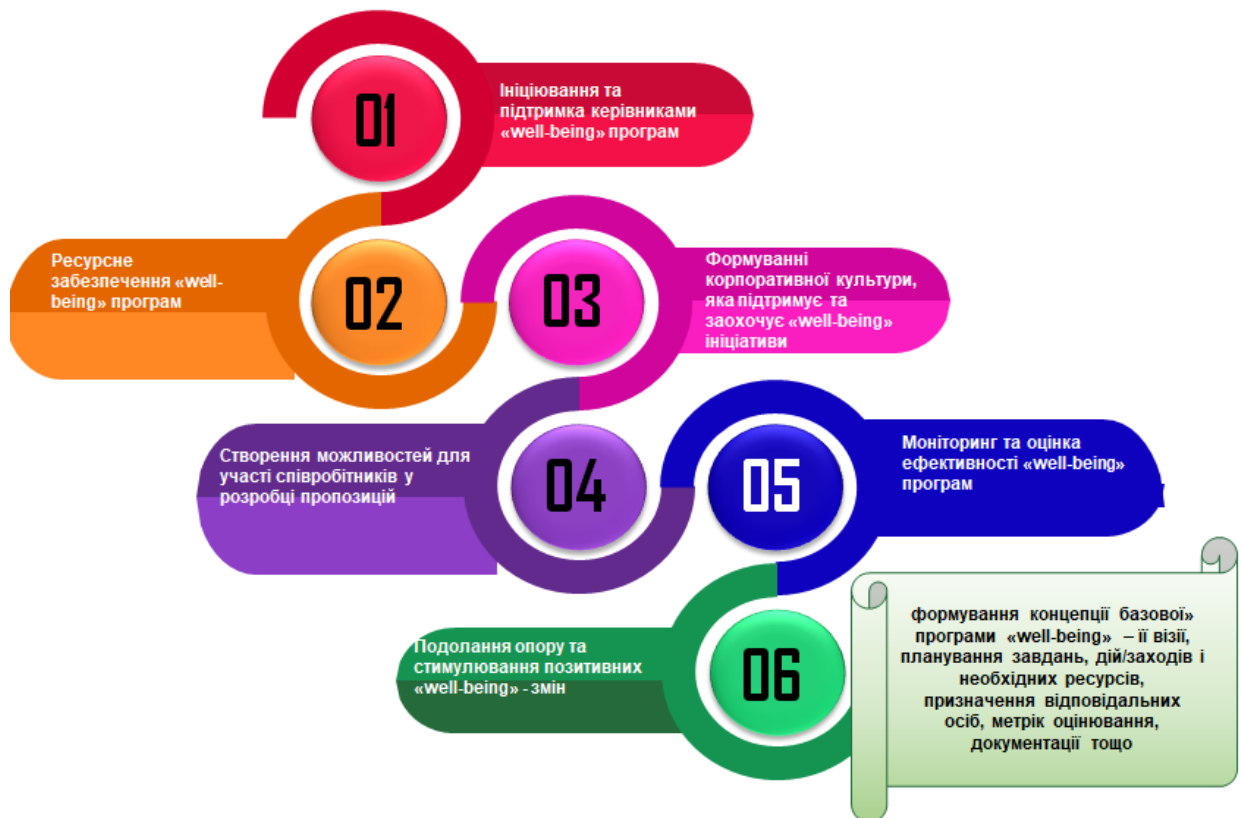 01
Ініціювання та
підтримка керівниками
«well-being» програм
02
Ресурсне
забезпечення «well-
being» програм
03
Формуванні
корпоративної культури,
яка підтримує та
заохочує «well-being»
ініціативи
04
Створення можливостей для
участі співробітників у
розробці пропозицій
05
Моніторинг та оцінка
ефективності «well-being»
програм
06
Подолання опору та
стимулювання позитивних
«well-being» - змін
формування концепції базової»
програми «well-being» – її візії,
планування завдань, дій/заходів і
необхідних ресурсів,
призначення відповідальних
осіб, метрік оцінювання,
документації тощо